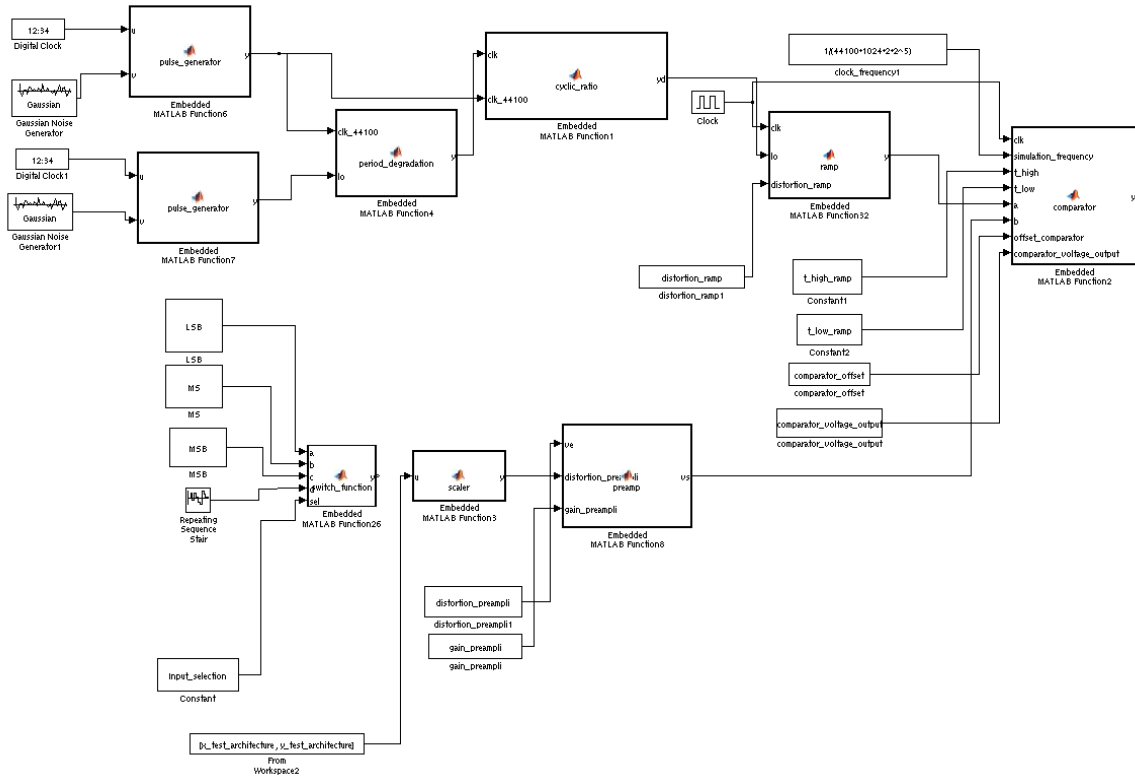 12:34
Digital Clock
Gaussian
Gaussian Noise
Generator
u
v
pulse_generator
y
Embedded
MATLAB Function6
12:34
Digital Clock1
Gaussian
Gaussian Noise
Generator1
u
v
pulse_generator
y
Embedded
MATLAB Function7
clk_44100
lo
period_degradation
y
Embedded
MATLAB Function4
clk
clk_44100
cyclic_ratio
yd
Embedded
MATLAB Function1
Clock
1/(44100*1024*2*2^5)
clock_frequency1
clk
lo
distortion_ramp
ramp
y
Embedded
MATLAB Function32
distortion_ramp
distortion_ramp1
clk
simulation_frequency
t_high
t_low
a
b
offset_comparator
comparator_voltage_output
comparator
y
Embedded
MATLAB Function2
t_high_ramp
Constant1
t_low_ramp
Constant2
comparator_offset
comparator_offset
comparator_voltage_output
comparator_voltage_output
LSB
LSB
MS
MS
MSB
MSB
Repeating
Sequence
Stair
a
b
c
d
sel
switch_function
y
Embedded
MATLAB Function26
u
scaler
y
Embedded
MATLAB Function3
ve
distortion_preampli
gain_preampli
preamp
vs
Embedded
MATLAB Function8
distortion_preampli
distortion_preampli1
gain_preampli
gain_preampli
input_selection
Constant
[x_test_architecture , y_test_architecture]
From
Workspace2